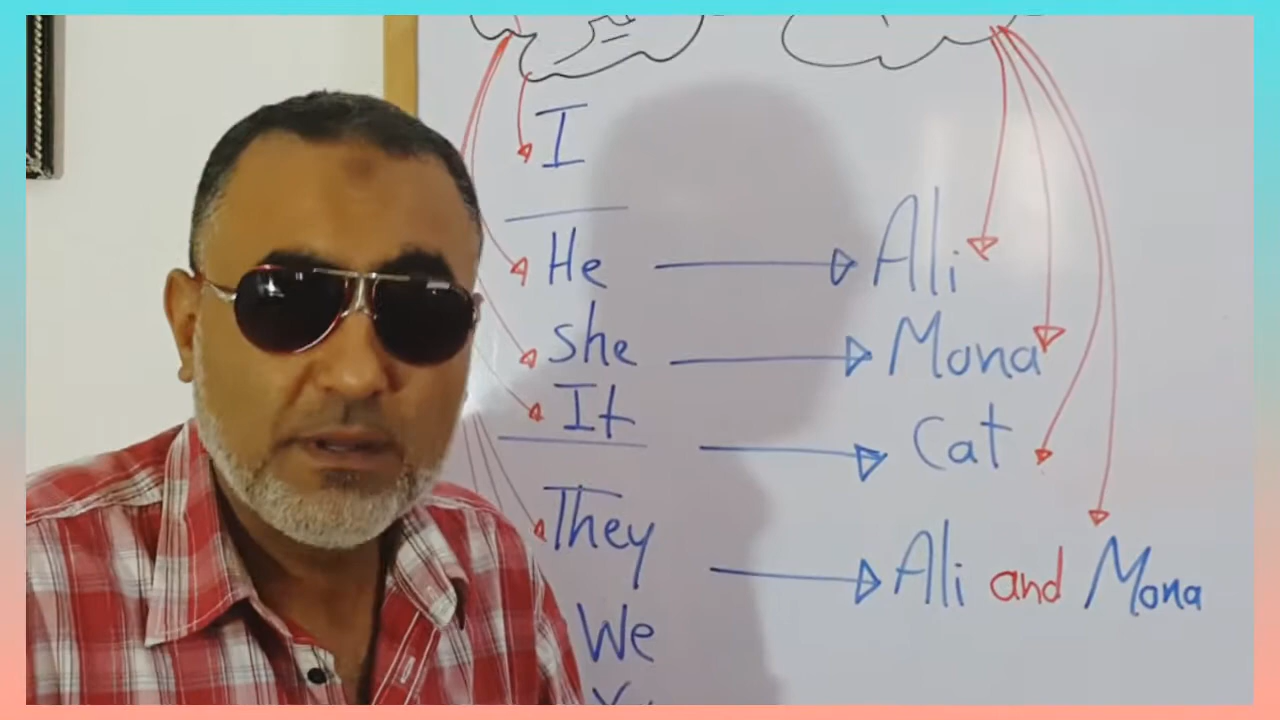 I
He Ali
She Mona
It Cat
They Ali and Mona
We